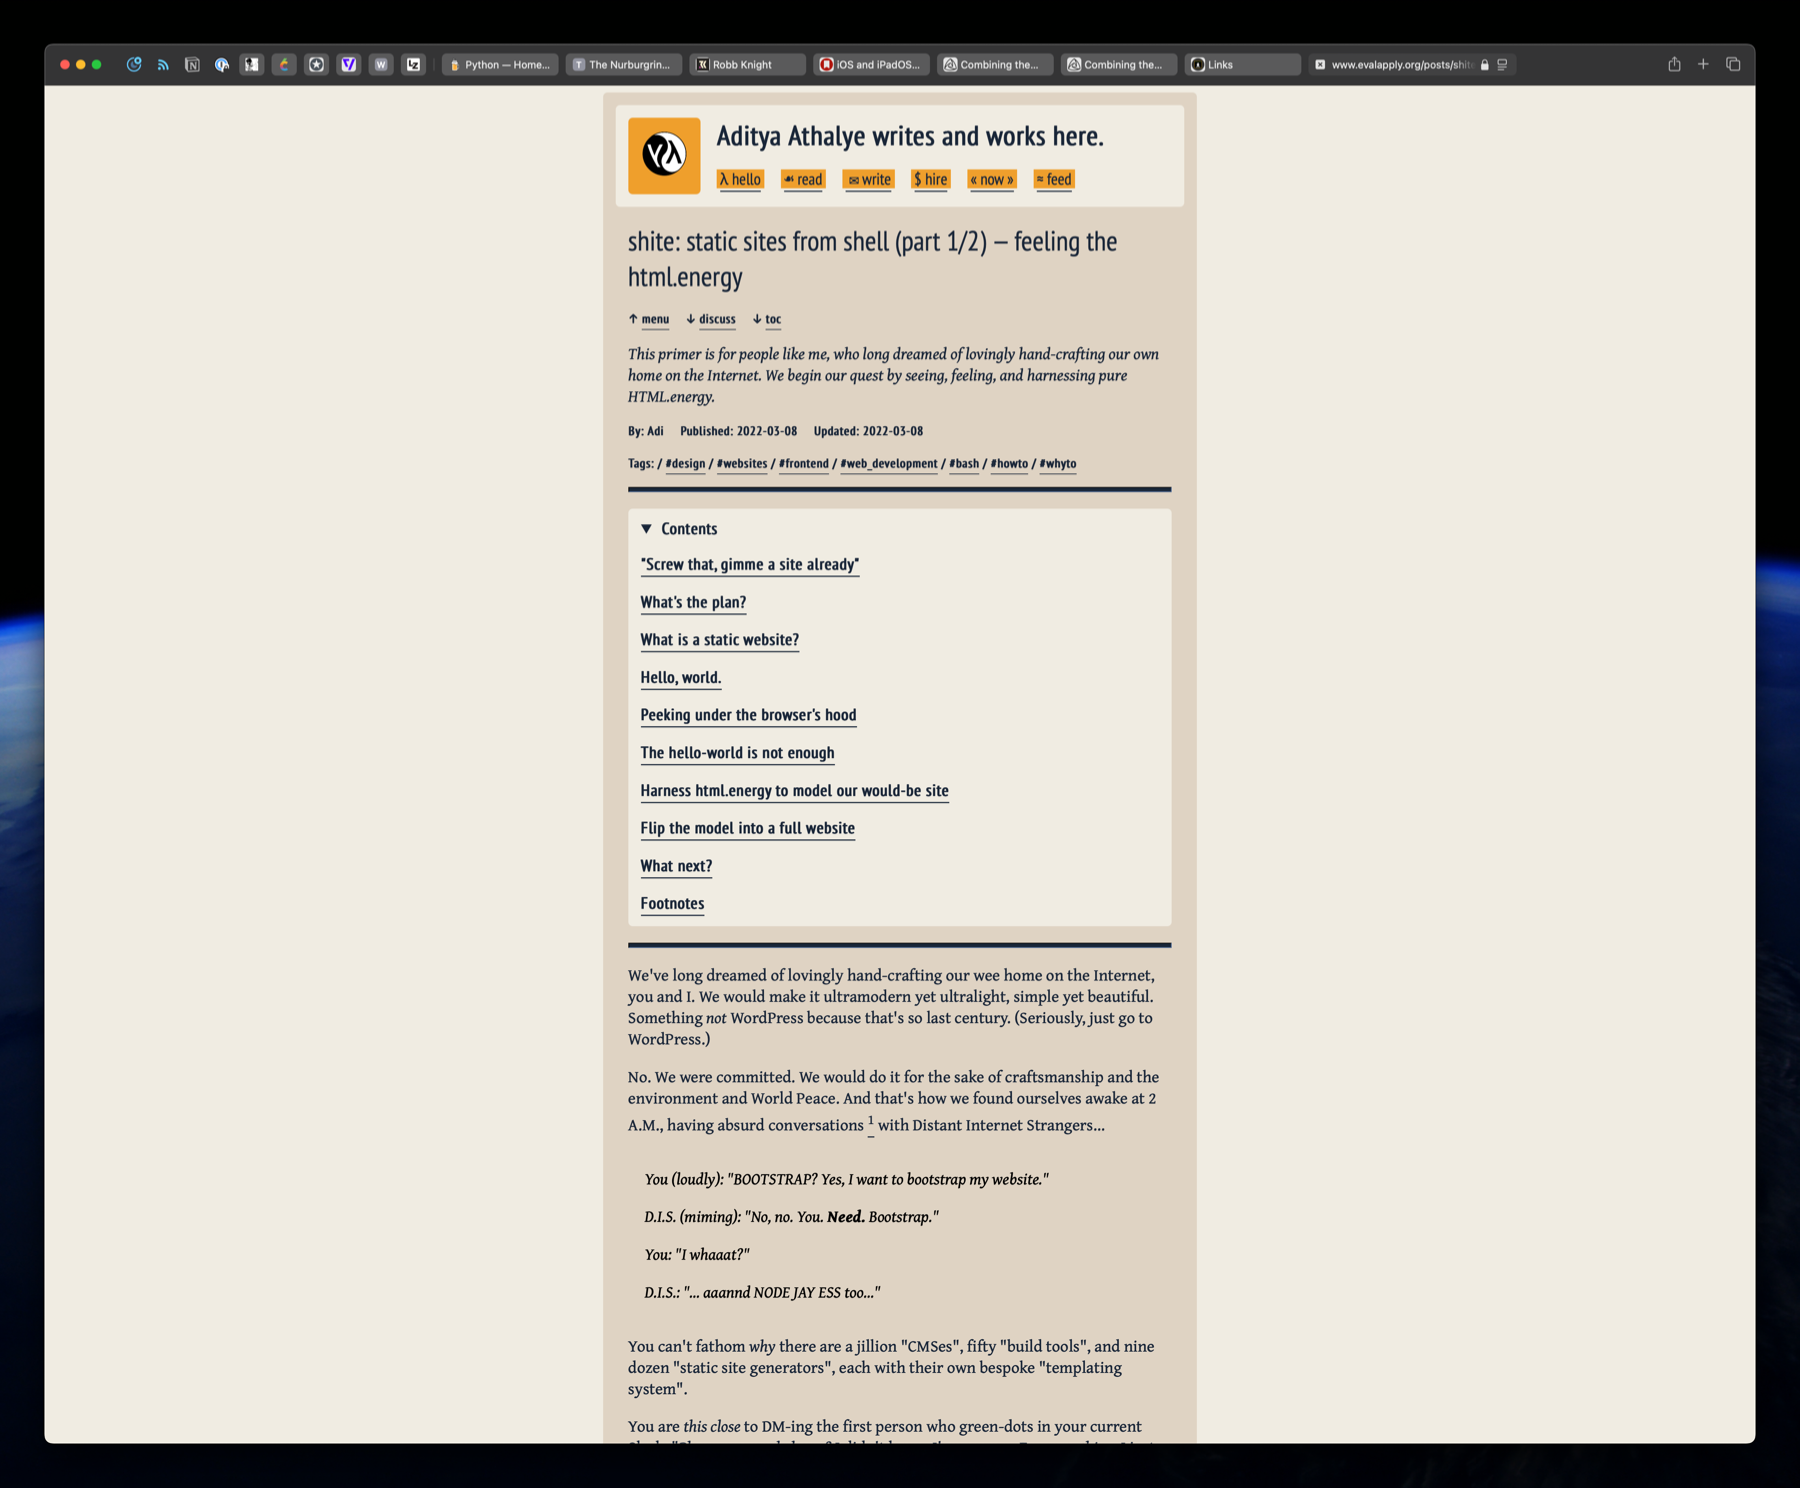 Python — Home...
The Nurburgrin...
Robb Knight
iOS and iPadOS...
Combining the...
Combining the...
Links
www.evalapply.org/posts/shite
Aditya Athalye writes and works here.
λ hello
read
✉ write
$ hire
« now »
≈ feed
shite: static sites from shell (part 1/2) — feeling the
html.energy
↑ menu ↓ discuss ↓ toc
This primer is for people like me, who long dreamed of lovingly hand-crafting our own
home on the Internet. We begin our quest by seeing, feeling, and harnessing pure
HTML.energy.
By: Adi Published: 2022-03-08 Updated: 2022-03-08
Tags: / #design / #websites / #frontend / #web_development / #bash / #howto / #whyto
▼ Contents
"Screw that, gimme a site already"
What's the plan?
What is a static website?
Hello, world.
Peeking under the browser's hood
The hello-world is not enough
Harness html.energy to model our would-be site
Flip the model into a full website
What next?
Footnotes
We've long dreamed of lovingly hand-crafting our wee home on the Internet,
you and I. We would make it ultramodern yet ultralight, simple yet beautiful.
Something not WordPress because that's so last century. (Seriously, just go to
WordPress.)
No. We were committed. We would do it for the sake of craftsmanship and the
environment and World Peace. And that's how we found ourselves awake at 2
A.M., having absurd conversations 1 with Distant Internet Strangers...
You (loudly): "BOOTSTRAP? Yes, I want to bootstrap my website."
D.I.S. (miming): "No, no. You. Need. Bootstrap."
You: "I whaaat?"
D.I.S.: "... aaannd NODE JAY ESS too..."
You can't fathom why there are a jillion "CMSes", fifty "build tools", and nine
dozen "static site generators", each with their own bespoke "templating
system".
You are this close to DM-ing the first person who green-dots in your current